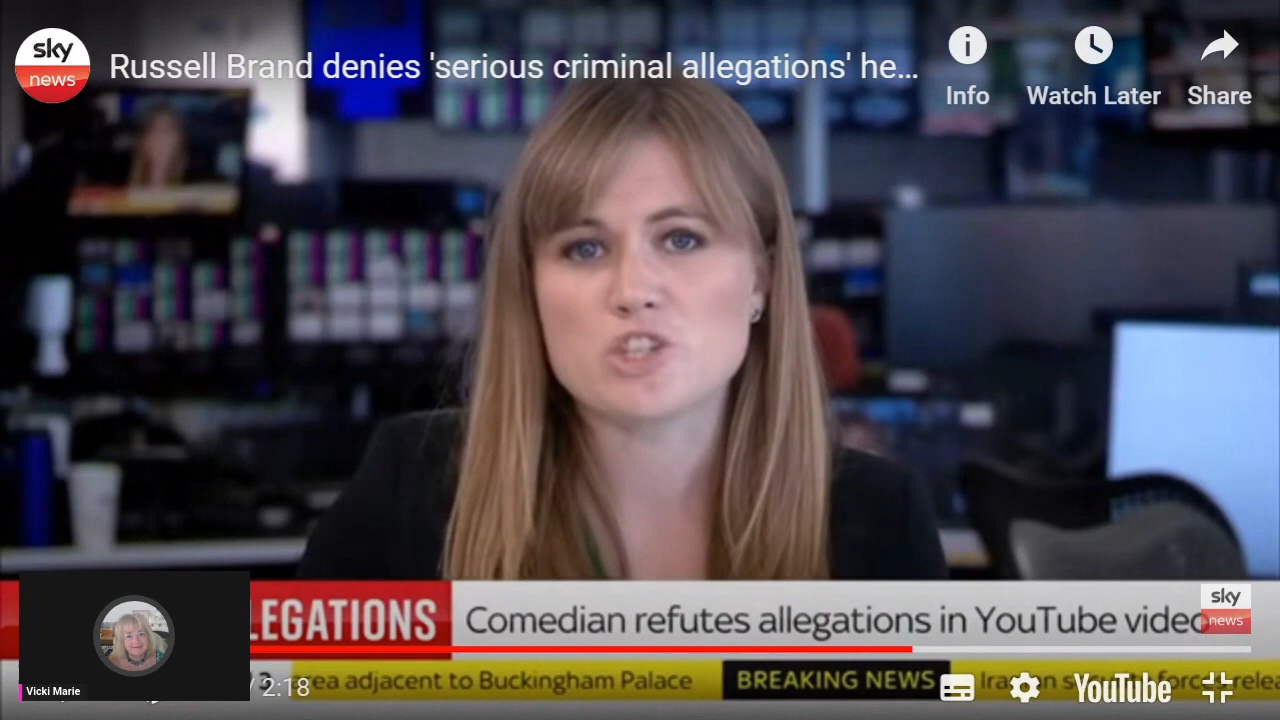 sky
news
Russell Brand denies 'serious criminal allegations' he...
Info
Watch Later
Share
LEGATIONS
Comedian refutes allegations in YouTube video
sky
news
rea adjacent to Buckingham Palace
BREAKING NEWS
/ 2:18
YouTube
Vicki Marie